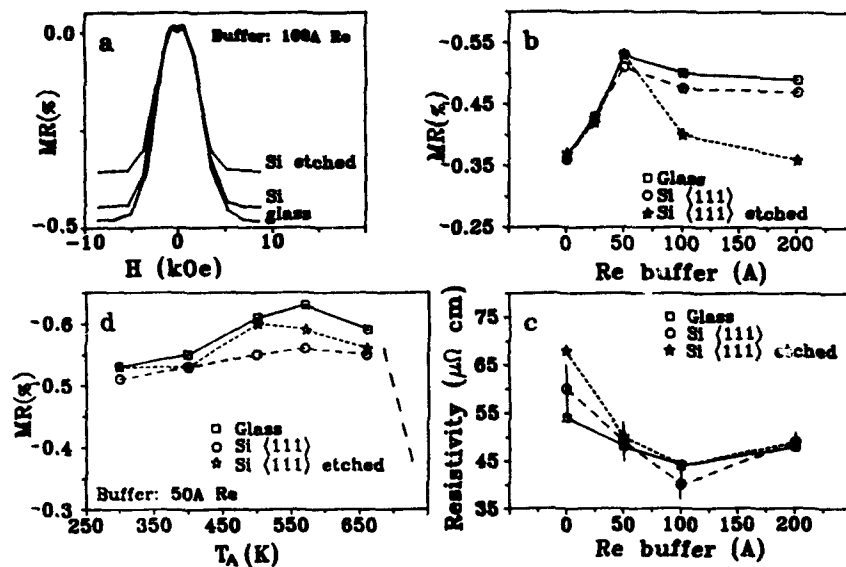 a
Buffer: 100A Re
0.0
-0.5
MR(%)
Si etched
Si
glass
-10
0
10
H (kOe)
b
-0.55
-0.45
-0.35
-0.25
MR(%)
Glass
Si ⟨111⟩
Si ⟨111⟩ etched
0
50
100
150
200
Re buffer (A)
d
-0.6
-0.5
-0.4
-0.3
MR(%)
Glass
Si ⟨111⟩
Si ⟨111⟩ etched
Buffer: 50A Re
250
350
450
550
650
T_A (K)
c
75
65
55
45
35
Resistivity (μΩ cm)
Glass
Si ⟨111⟩
Si ⟨111⟩ etched
0
50
100
150
200
Re buffer (A)